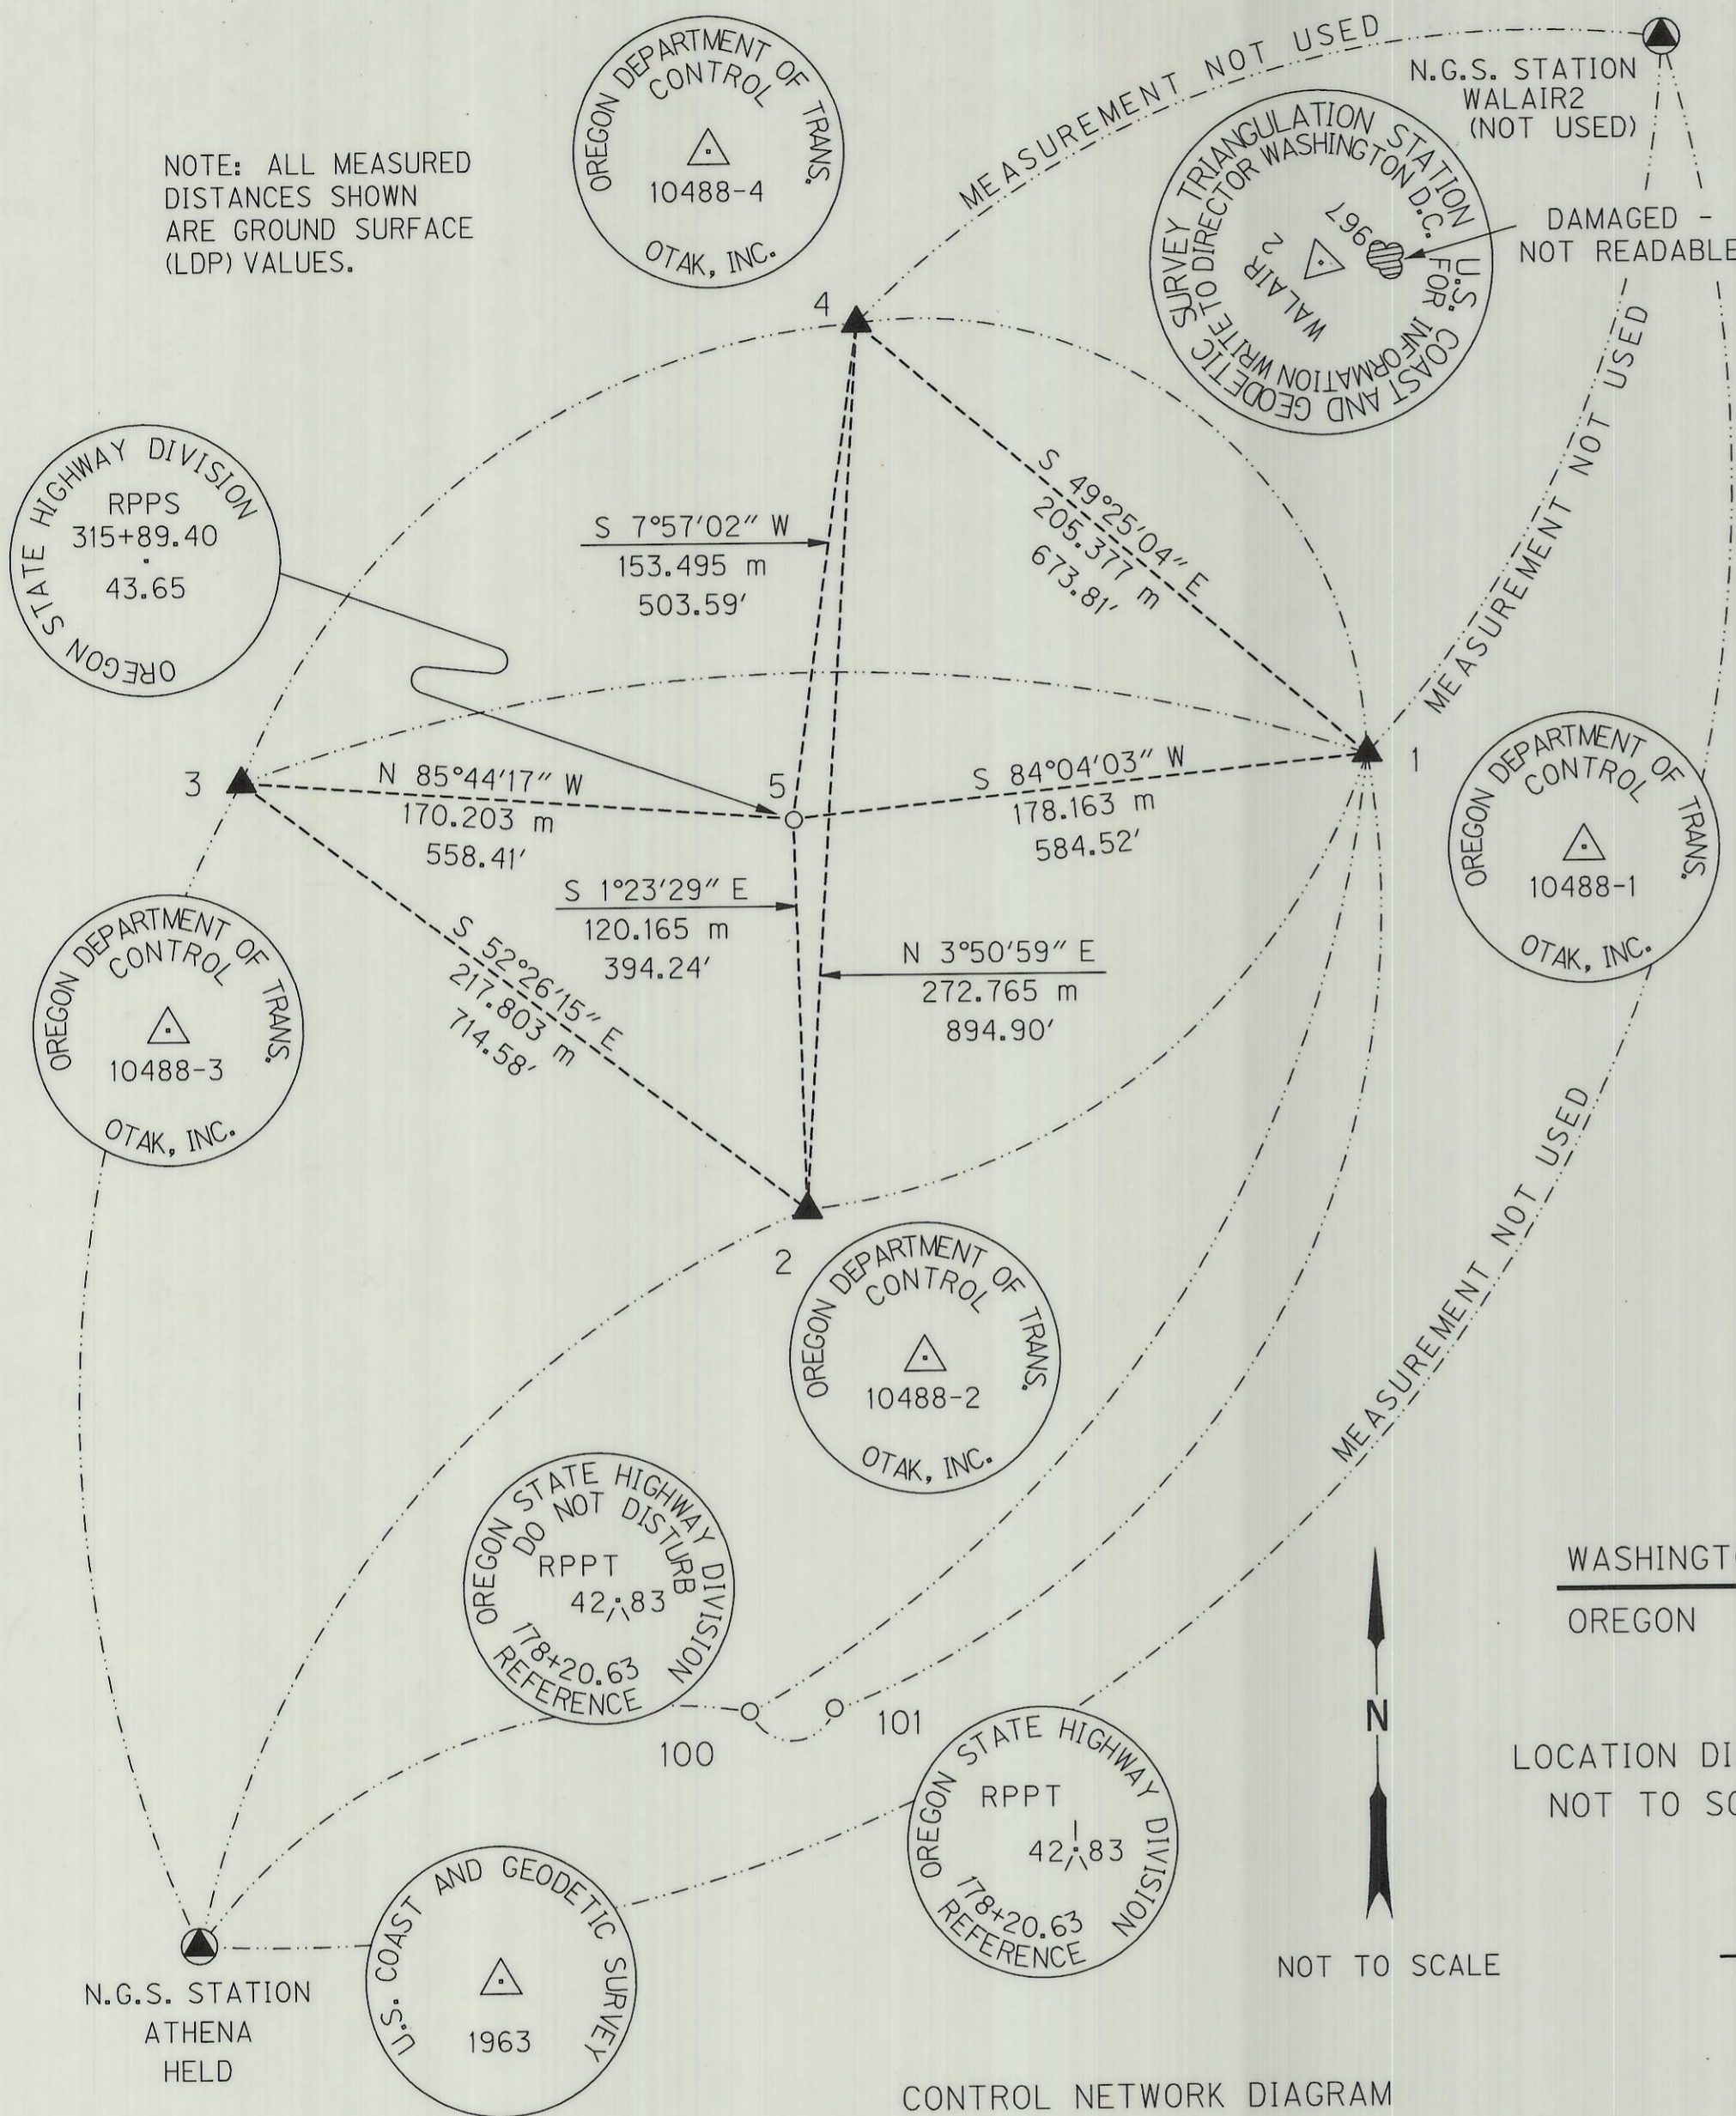 NOTE: ALL MEASURED
DISTANCES SHOWN
ARE GROUND SURFACE
(LDP) VALUES.
OREGON DEPARTMENT OF TRANS.
CONTROL
10488-4
OTAK, INC.
MEASUREMENT NOT USED
N.G.S. STATION
WALAIR2
(NOT USED)
U.S. COAST AND GEODETIC SURVEY TRIANGULATION STATION
FOR INFORMATION WRITE TO DIRECTOR WASHINGTON D.C.
WALAIR 2
1967
DAMAGED -
NOT READABLE
MEASUREMENT NOT USED
4
OREGON STATE HIGHWAY DIVISION
RPPS
315+89.40
43.65
S 7°57'02" W
153.495 m
503.59'
S 49°25'04" E
205.377 m
673.81'
3
N 85°44'17" W
170.203 m
558.41'
5
S 84°04'03" W
178.163 m
584.52'
1
OREGON DEPARTMENT OF TRANS.
CONTROL
10488-1
OTAK, INC.
S 1°23'29" E
120.165 m
394.24'
N 3°50'59" E
272.765 m
894.90'
S 52°26'15" E
217.803 m
714.58'
OREGON DEPARTMENT OF TRANS.
CONTROL
10488-3
OTAK, INC.
2
OREGON DEPARTMENT OF TRANS.
CONTROL
10488-2
OTAK, INC.
MEASUREMENT NOT USED
OREGON STATE HIGHWAY DIVISION
DO NOT DISTURB
RPPT
42.83
178+20.63
REFERENCE
100
101
OREGON STATE HIGHWAY DIVISION
RPPT
42.83
178+20.63
REFERENCE
N
NOT TO SCALE
WASHINGT
OREGON
LOCATION DI
NOT TO SC
N.G.S. STATION
ATHENA
HELD
U.S. COAST AND GEODETIC SURVEY
1963
CONTROL NETWORK DIAGRAM